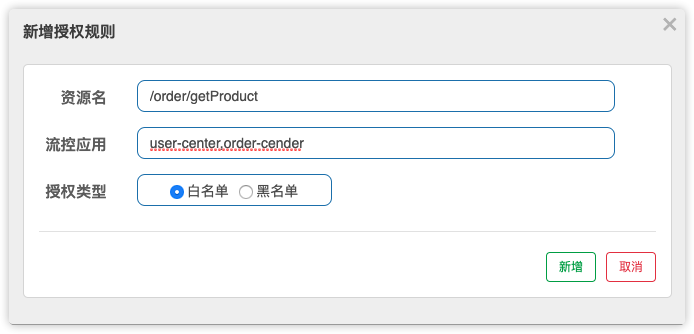 新增授权规则
资源名 /order/getProduct
流控应用 user-center,order-cender
授权类型 白名单 黑名单
新增 取消